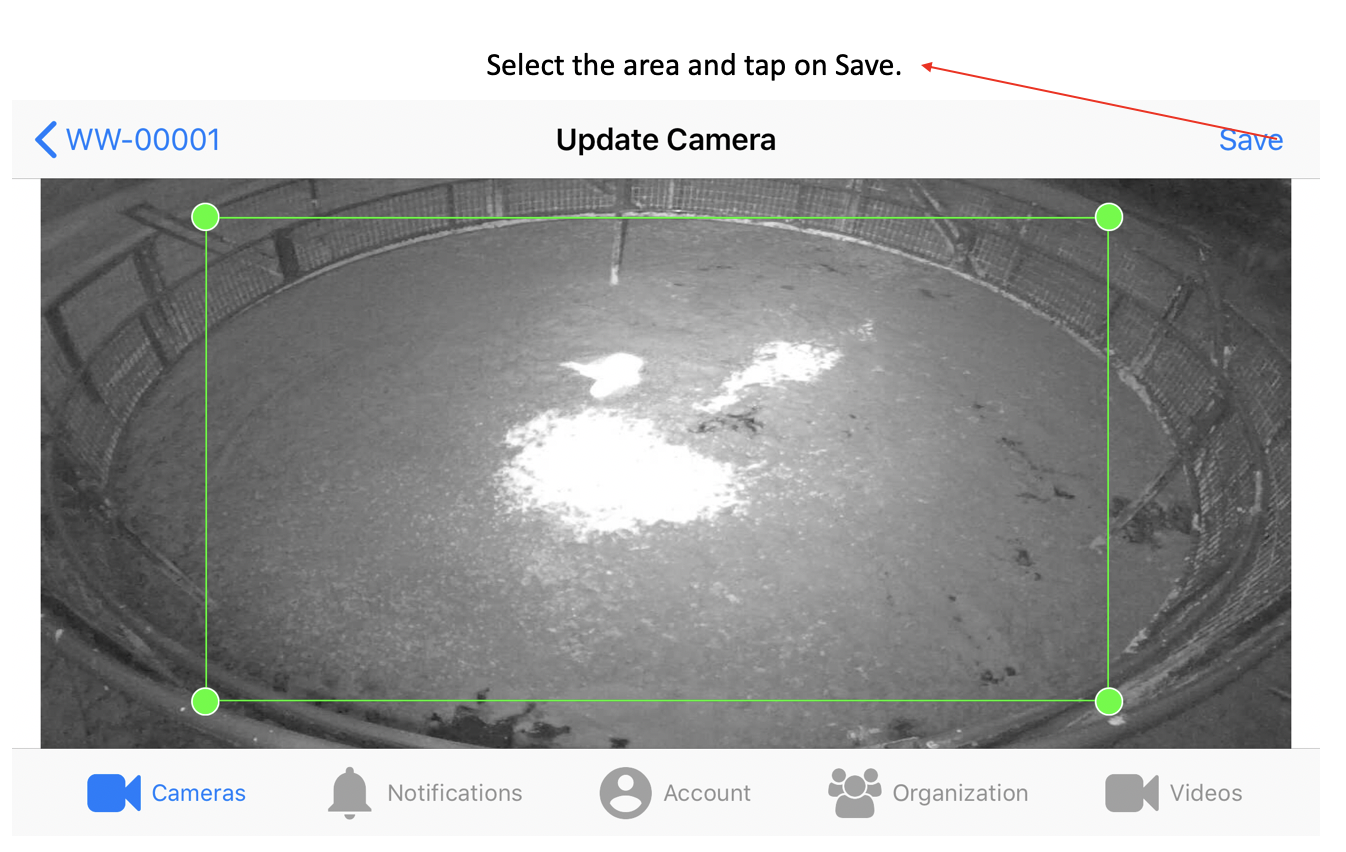 Select the area and tap on Save.
WW-00001 Update Camera Save
Cameras Notifications Account Organization Videos